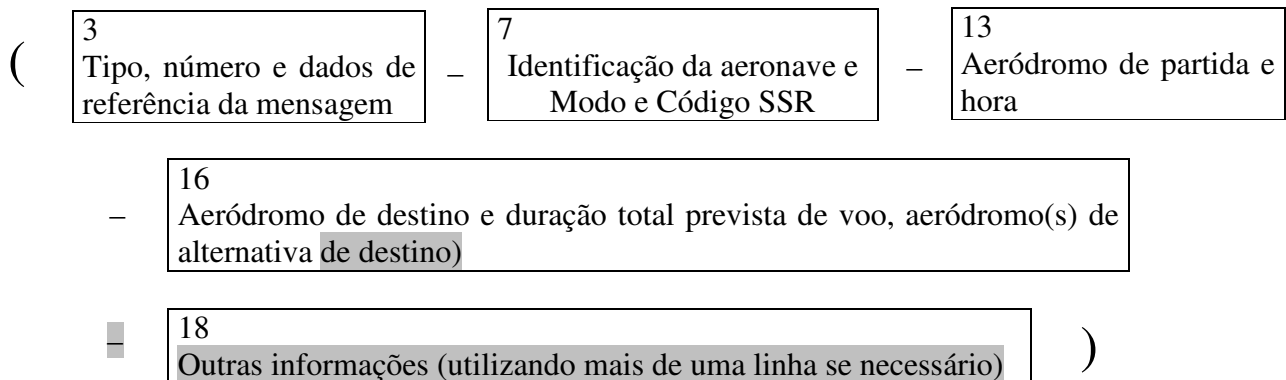 3
7
13
( Tipo, número e dados de referência da mensagem – Identificação da aeronave e Modo e Código SSR – Aeródromo de partida e hora
16
– Aeródromo de destino e duração total prevista de voo, aeródromo(s) de
alternativa de destino)
18
– Outras informações (utilizando mais de uma linha se necessário) )